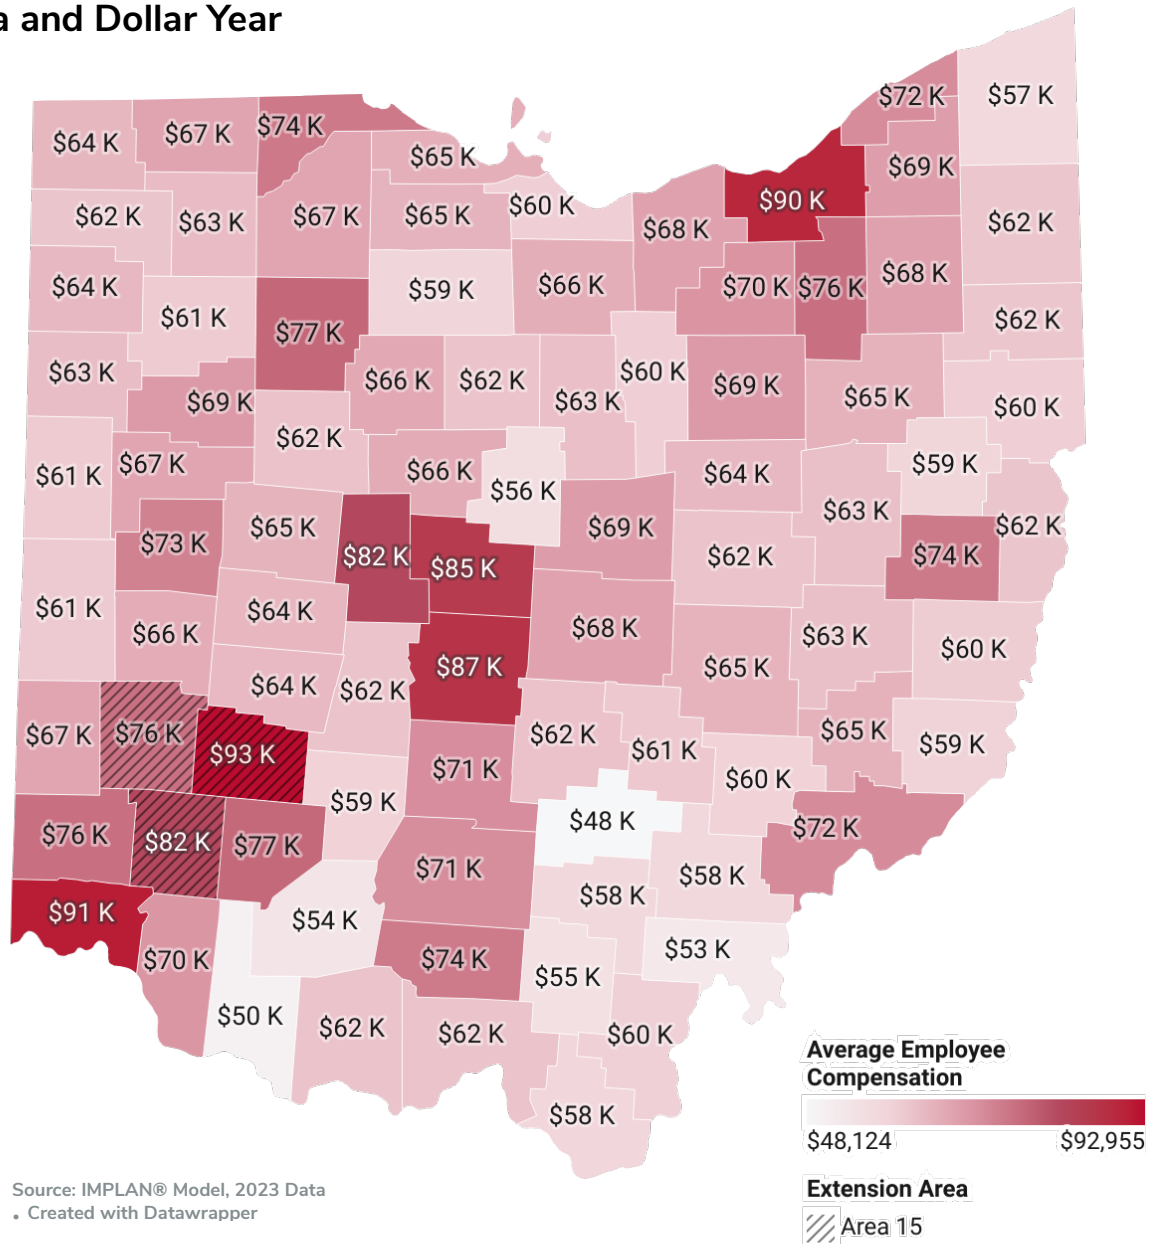 a and Dollar Year
$72 K
$57 K
$74 K
$67 K
$64 K
$65 K
$69 K
$90 K
$60 K
$62 K
$63 K
$67 K
$65 K
$68 K
$62 K
$68 K
$64 K
$66 K
$70 K
$76 K
$59 K
$61 K
$62 K
$77 K
$63 K
$66 K
$62 K
$60 K
$69 K
$69 K
$63 K
$65 K
$60 K
$62 K
$67 K
$59 K
$61 K
$66 K
$64 K
$56 K
$63 K
$65 K
$69 K
$62 K
$73 K
$82 K
$85 K
$62 K
$74 K
$61 K
$64 K
$66 K
$68 K
$63 K
$60 K
$87 K
$65 K
$64 K
$62 K
$67 K
$76 K
$93 K
$62 K
$61 K
$65 K
$59 K
$71 K
$60 K
$59 K
$48 K
$76 K
$82 K
$77 K
$72 K
$71 K
$58 K
$58 K
$91 K
$54 K
$70 K
$74 K
$53 K
$55 K
$50 K
$62 K
$62 K
$60 K
$58 K
Average Employee
Compensation
$48,124 $92,955
Extension Area
Area 15
Source: IMPLAN® Model, 2023 Data
• Created with Datawrapper